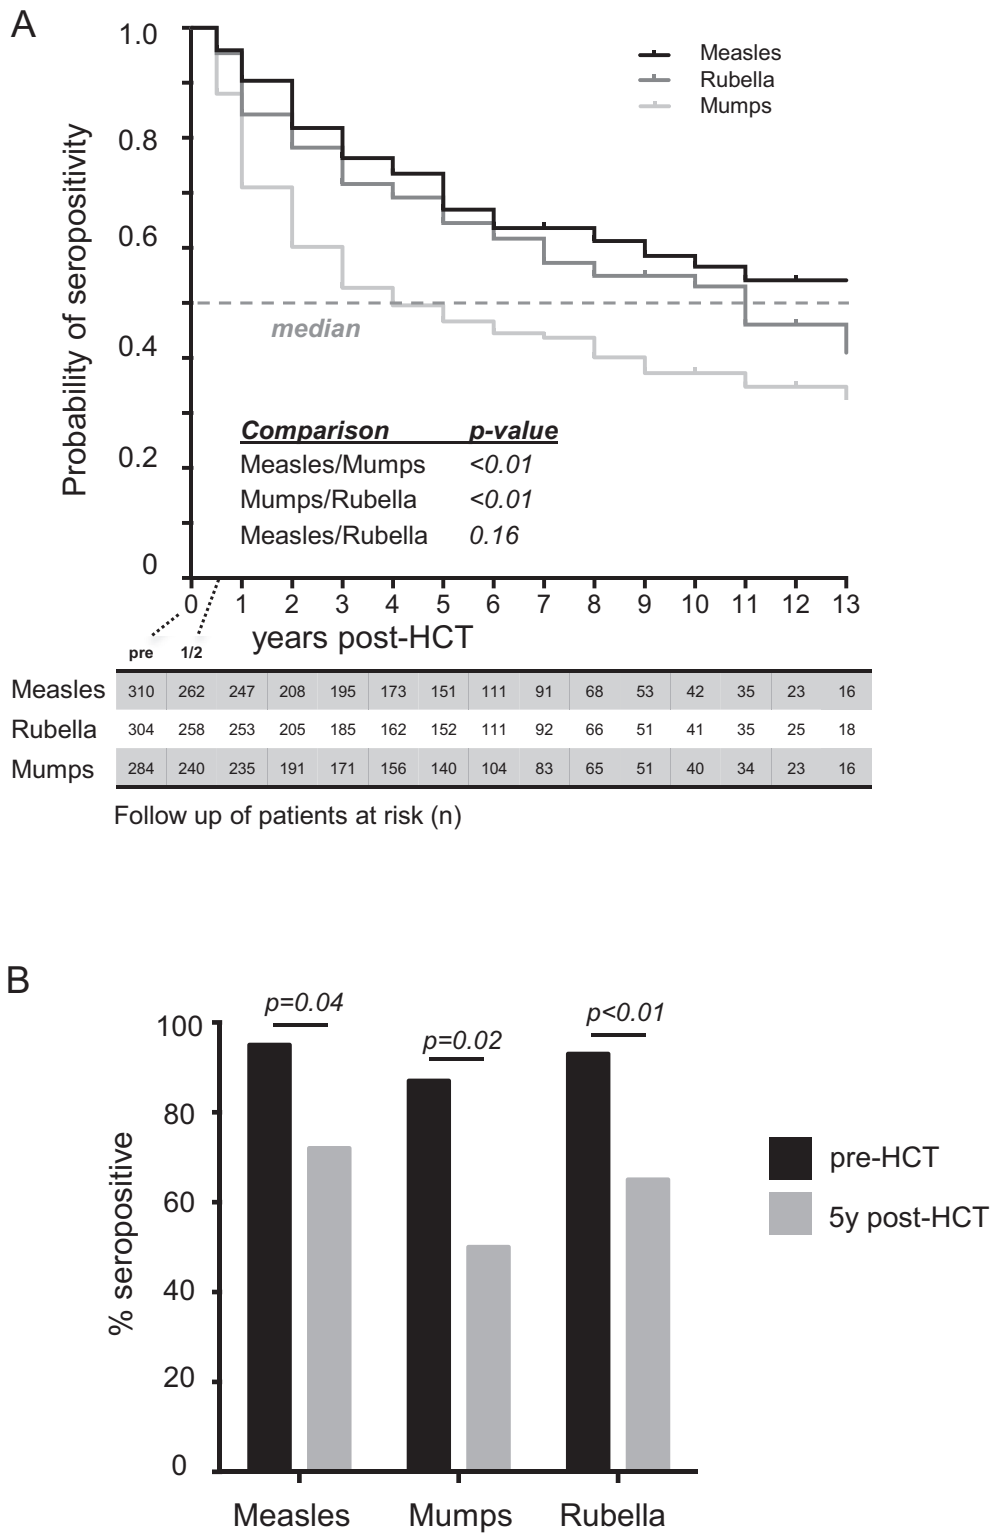 A
1.0
0.8
0.6
0.4
0.2
0
Probability of seropositivity
Measles
Rubella
Mumps
median
Comparison p-value
Measles/Mumps <0.01
Mumps/Rubella <0.01
Measles/Rubella 0.16
0 1 2 3 4 5 6 7 8 9 10 11 12 13
years post-HCT
pre 1/2
Measles 310 262 247 208 195 173 151 111 91 68 53 42 35 23 16
Rubella 304 258 253 205 185 162 152 111 92 66 51 41 35 25 18
Mumps 284 240 235 191 171 156 140 104 83 65 51 40 34 23 16
Follow up of patients at risk (n)
B
p=0.04
p=0.02
p<0.01
100
80
60
40
20
0
% seropositive
pre-HCT
5y post-HCT
Measles Mumps Rubella